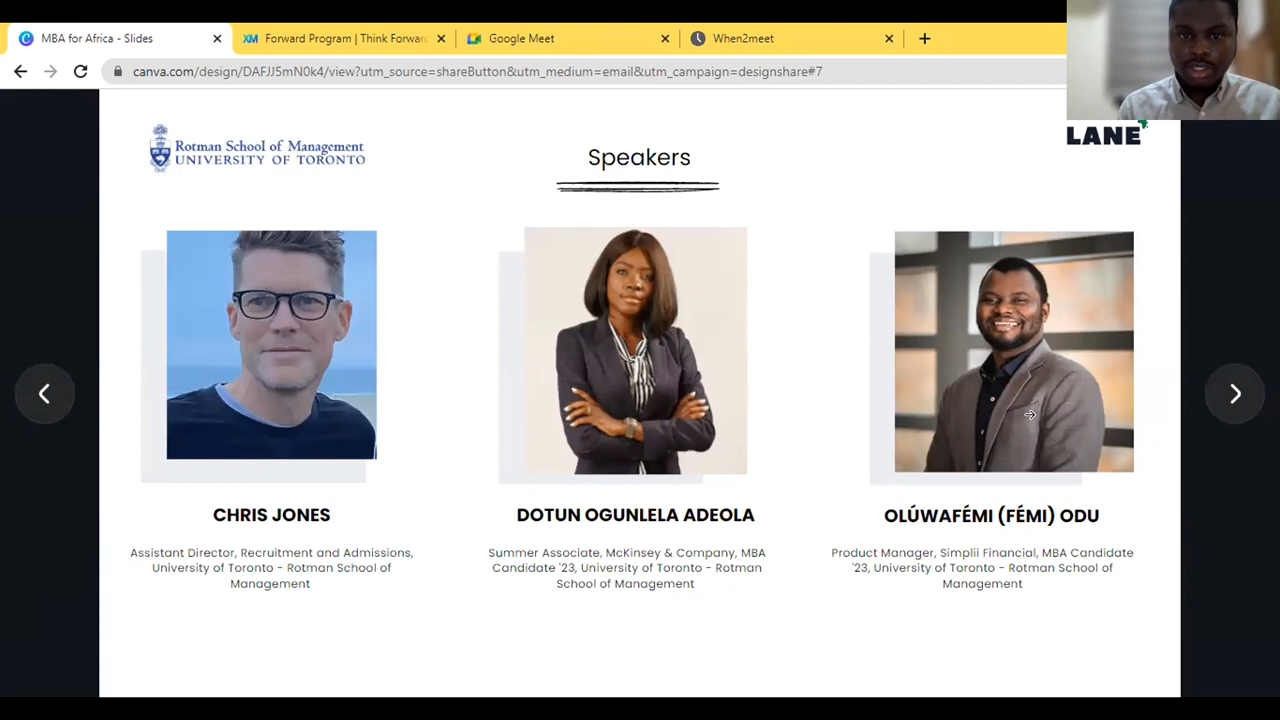 MBA for Africa - Slides
Forward Program | Think Forward
Google Meet
When2meet
canva.com/design/DAFJJ5mN0k4/view?utm_source=shareButton&utm_medium=email&utm_campaign=designshare#7
Rotman School of Management
UNIVERSITY OF TORONTO
LANE
Speakers
CHRIS JONES
Assistant Director, Recruitment and Admissions,
University of Toronto - Rotman School of
Management
DOTUN OGUNLELA ADEOLA
Summer Associate, McKinsey & Company, MBA
Candidate '23, University of Toronto - Rotman
School of Management
OLÚWAFÉMI (FÉMI) ODU
Product Manager, Simplii Financial, MBA Candidate
'23, University of Toronto - Rotman School of
Management